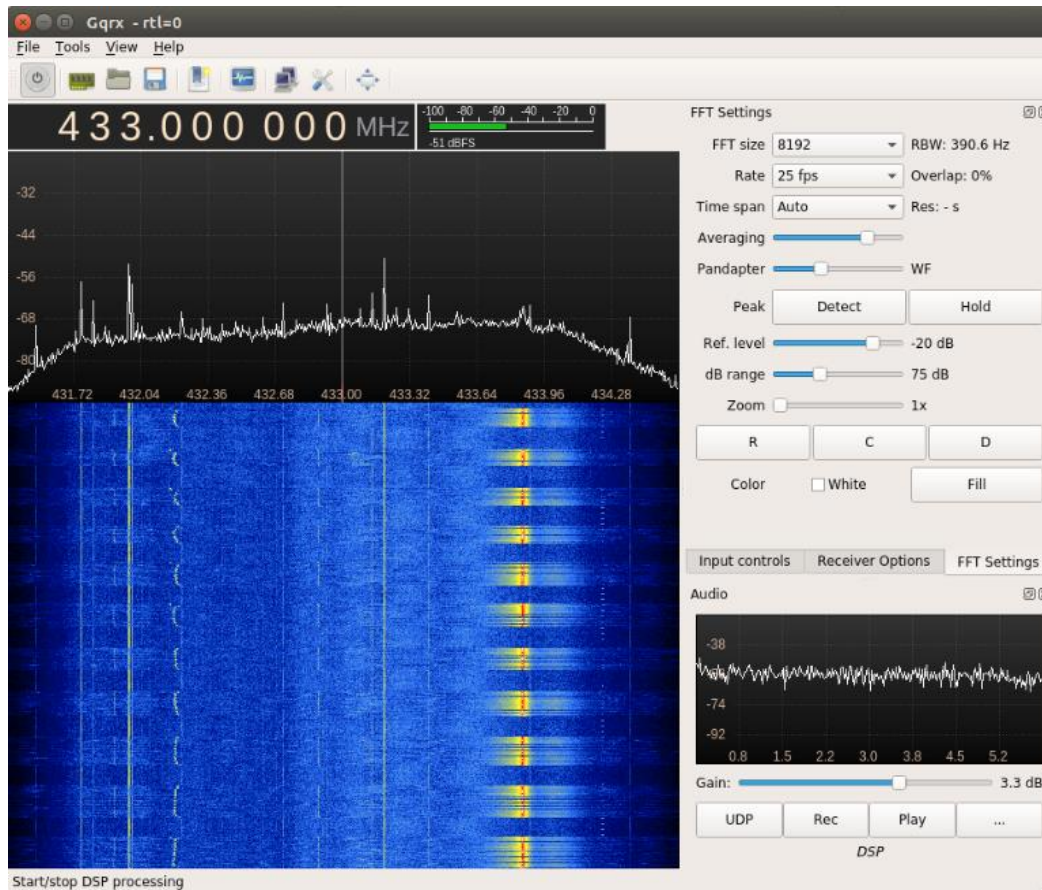 Gqrx - rtl=0
File Tools View Help
433.000 000 MHz
-100 -80 -60 -40 -20 0
-51 dBFS
-32
-44
-56
-68
-80
431.72 432.04 432.36 432.68 433.00 433.32 433.64 433.96 434.28
FFT Settings
FFT size 8192 RBW: 390.6 Hz
Rate 25 fps Overlap: 0%
Time span Auto Res: - s
Averaging
Pandapter WF
Peak Detect Hold
Ref. level -20 dB
dB range 75 dB
Zoom 1x
R C D
Color White Fill
Input controls Receiver Options FFT Settings
Audio
-38
-74
-92
0.8 1.5 2.2 3.0 3.8 4.5 5.2
Gain: 3.3 dB
UDP Rec Play ...
DSP
Start/stop DSP processing